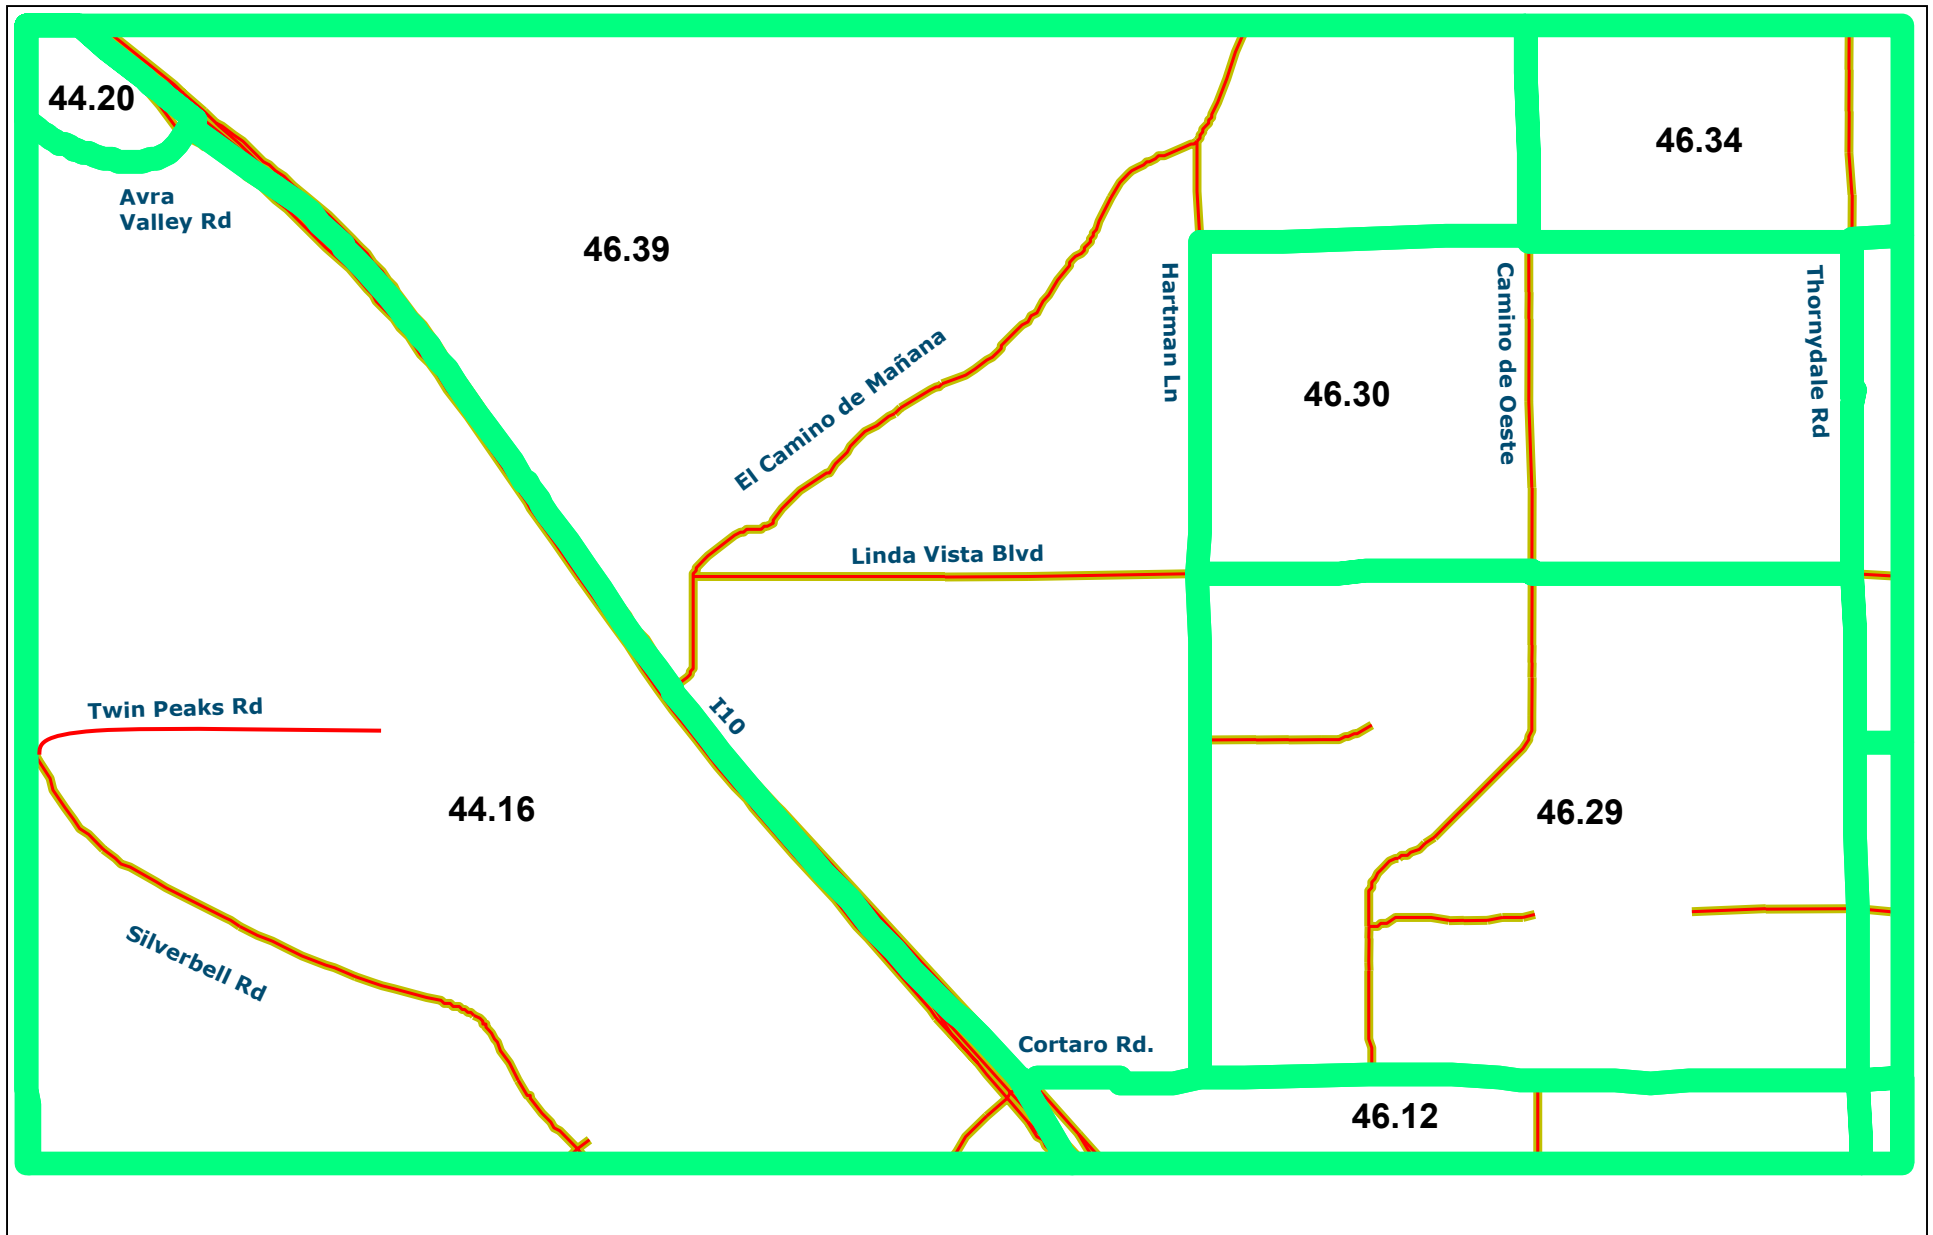 44.20
46.34
Avra
Valley Rd
46.39
Hartman Ln
Camino de Oeste
Thornydale Rd
El Camino de Mañana
46.30
Linda Vista Blvd
Twin Peaks Rd
I10
44.16
46.29
Silverbell Rd
Cortaro Rd.
46.12